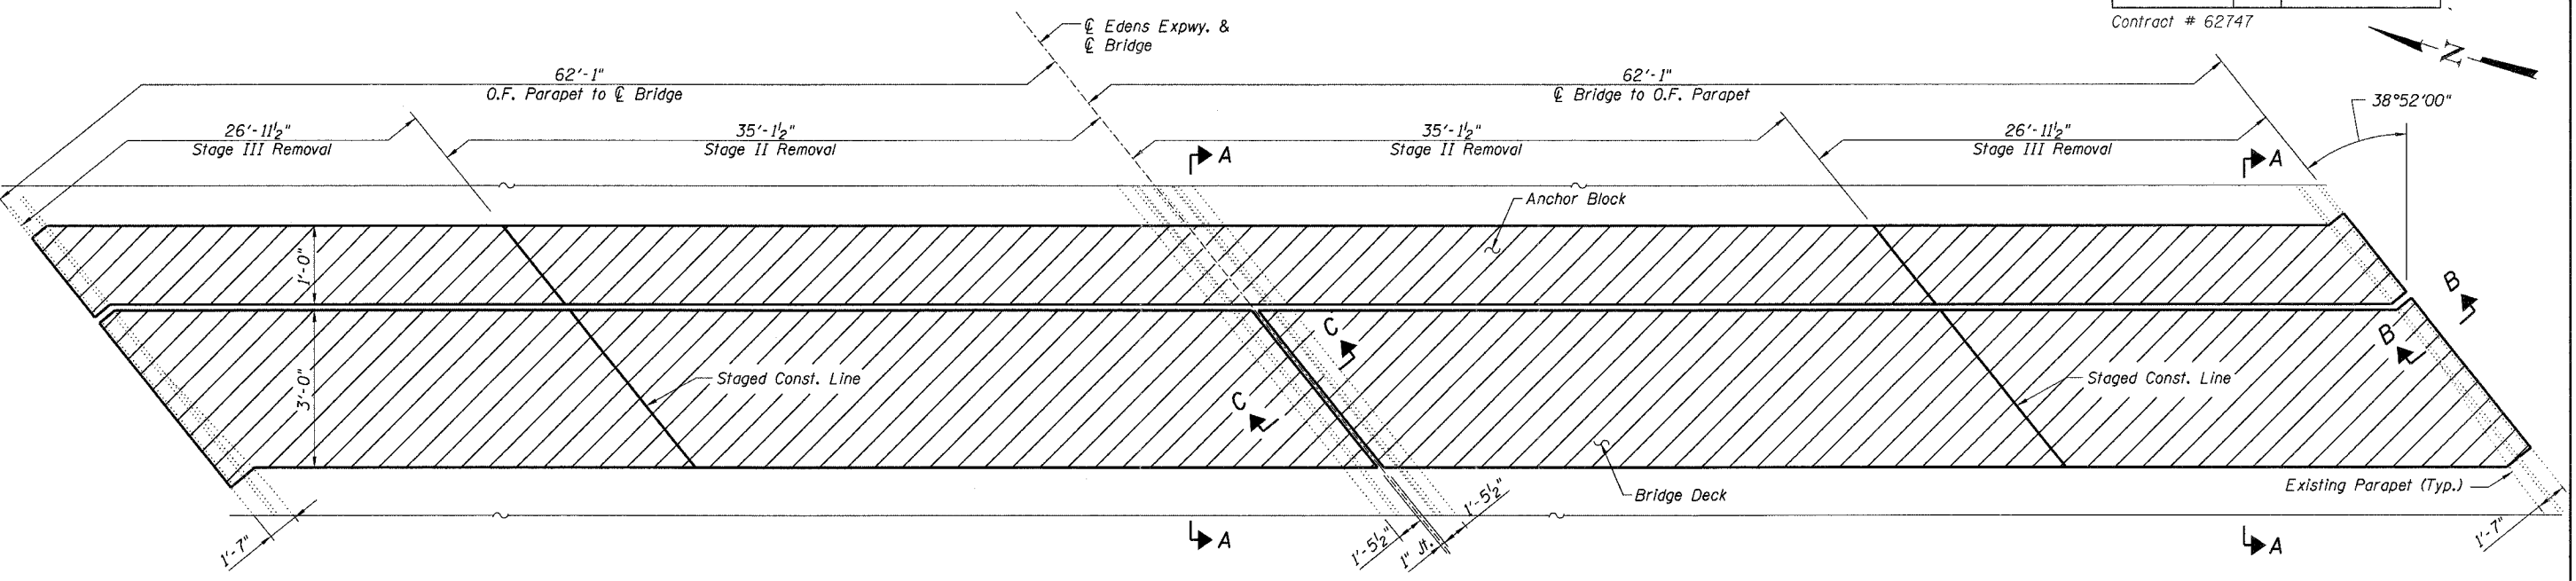 Contract # 62747
℄ Edens Expwy. &
℄ Bridge
N
62'-1"
O.F. Parapet to ℄ Bridge
62'-1"
℄ Bridge to O.F. Parapet
38°52'00"
26'-11½"
Stage III Removal
35'-1½"
Stage II Removal
35'-1½"
Stage II Removal
26'-11½"
Stage III Removal
A
A
Anchor Block
1'-0"
B
B
C
C
3'-0"
Staged Const. Line
Staged Const. Line
Bridge Deck
Existing Parapet (Typ.)
A
A
1'-7"
1'-5½"
1" Jt.
1'-5½"
1'-7"